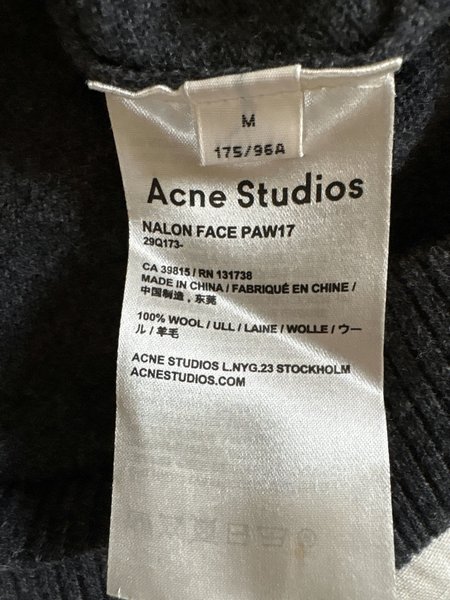 M
175/96A
Acne Studios
NALON FACE PAW17
29Q173-
CA 39815 / RN 131738
MADE IN CHINA / FABRIQUÉ EN CHINE /
中国制造，东莞
100% WOOL / ULL / LAINE / WOLLE / ウー
ル / 羊毛
ACNE STUDIOS L.NYG.23 STOCKHOLM
ACNESTUDIOS.COM